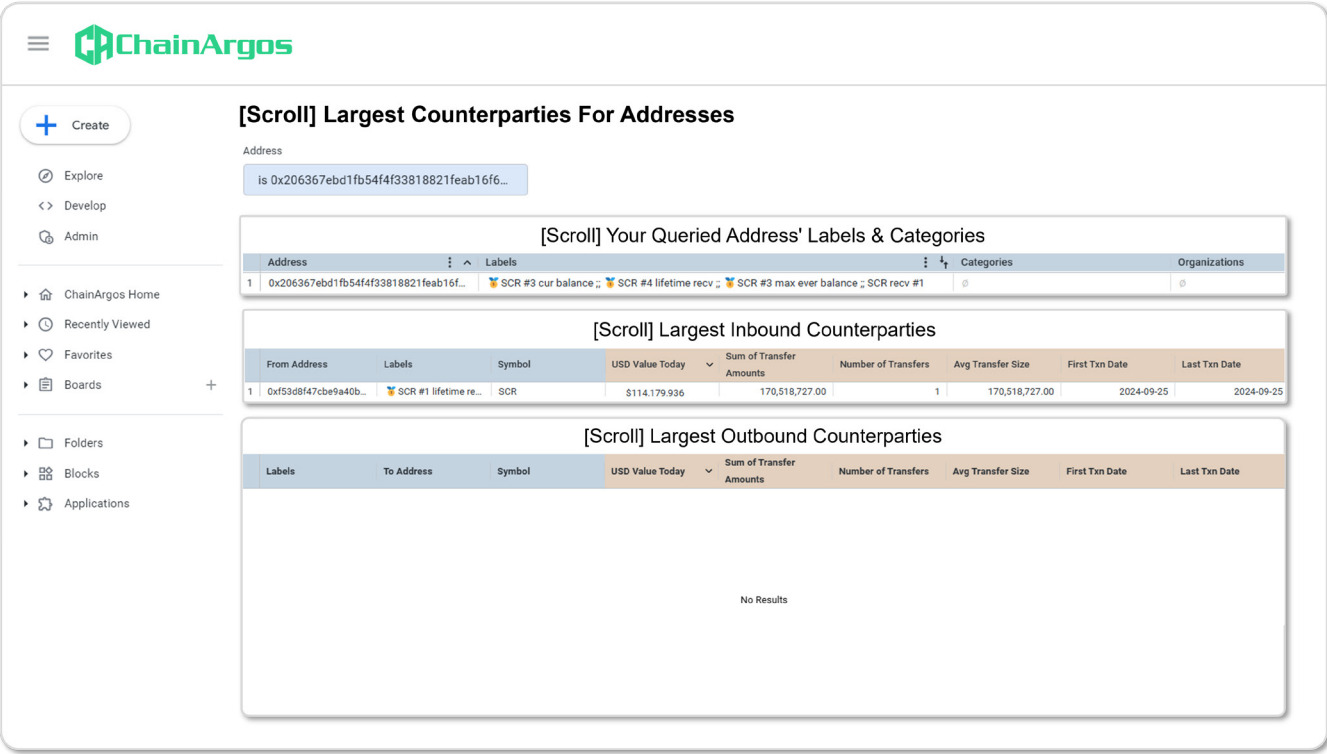 ChainArgos
Create
Explore
Develop
Admin
ChainArgos Home
Recently Viewed
Favorites
Boards
Folders
Blocks
Applications
[Scroll] Largest Counterparties For Addresses
Address
is 0x206367ebd1fb54f4f33818821feab16f6...
[Scroll] Your Queried Address' Labels & Categories
Address Labels Categories Organizations
1 0x206367ebd1fb54f4f33818821feab16f... 🏅 SCR #3 cur balance ;; 🏅 SCR #4 lifetime recv ;; 🏅 SCR #3 max ever balance ;; SCR recv #1 ∅ ∅
[Scroll] Largest Inbound Counterparties
From Address Labels Symbol USD Value Today Sum of Transfer Amounts Number of Transfers Avg Transfer Size First Txn Date Last Txn Date
1 0xf53d8f47cbe9a40b... 🏅 SCR #1 lifetime re... SCR $114.179.936 170,518,727.00 1 170,518,727.00 2024-09-25 2024-09-25
[Scroll] Largest Outbound Counterparties
Labels To Address Symbol USD Value Today Sum of Transfer Amounts Number of Transfers Avg Transfer Size First Txn Date Last Txn Date
No Results